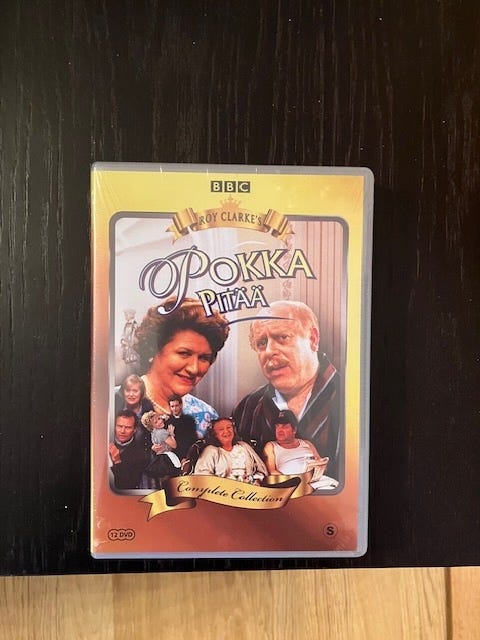 BBC
ROY CLARKE'S
POKKA
PITÄÄ
Complete Collection
12 DVD
S